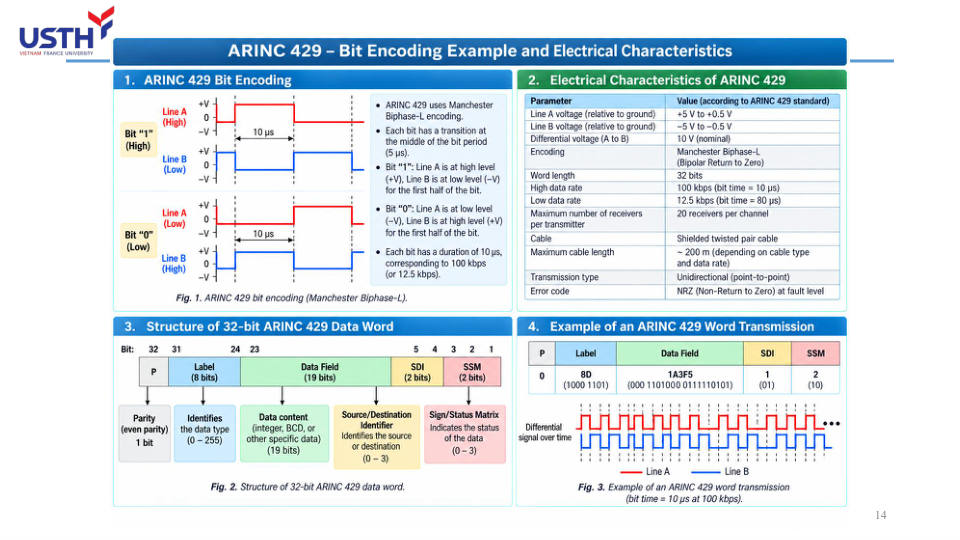 USTH
VIETNAM FRANCE UNIVERSITY
ARINC 429 – Bit Encoding Example and Electrical Characteristics
1. ARINC 429 Bit Encoding
Bit “1”
(High)
Line A
(High)
+V
0
−V
10 µs
Line B
(Low)
+V
0
−V
Bit “0”
(Low)
Line A
(Low)
+V
0
−V
10 µs
Line B
(High)
+V
0
−V
• ARINC 429 uses Manchester
Biphase-L encoding.
• Each bit has a transition at
the middle of the bit period
(5 µs).
• Bit “1”: Line A is at high level
(+V), Line B is at low level (−V)
for the first half of the bit.
• Bit “0”: Line A is at low level
(−V), Line B is at high level (+V)
for the first half of the bit.
• Each bit has a duration of 10 µs,
corresponding to 100 kbps
(or 12.5 kbps).
Fig. 1. ARINC 429 bit encoding (Manchester Biphase-L).
2. Electrical Characteristics of ARINC 429
Parameter Value (according to ARINC 429 standard)
Line A voltage (relative to ground) +5 V to +0.5 V
Line B voltage (relative to ground) −5 V to −0.5 V
Differential voltage (A to B) 10 V (nominal)
Encoding Manchester Biphase-L
(Bipolar Return to Zero)
Word length 32 bits
High data rate 100 kbps (bit time = 10 µs)
Low data rate 12.5 kbps (bit time = 80 µs)
Maximum number of receivers
per transmitter
20 receivers per channel
Cable Shielded twisted pair cable
Maximum cable length ~ 200 m (depending on cable type
and data rate)
Transmission type Unidirectional (point-to-point)
Error code NRZ (Non-Return to Zero) at fault level
3. Structure of 32-bit ARINC 429 Data Word
Bit: 32 31 24 23 5 4 3 2 1
P
Label
(8 bits)
Data Field
(19 bits)
SDI
(2 bits)
SSM
(2 bits)
Parity
(even parity)
1 bit
Identifies
the data type
(0 – 255)
Data content
(integer, BCD, or
other specific data)
(19 bits)
Source/Destination
Identifier
Identifies the source
or destination
(0 – 3)
Sign/Status Matrix
Indicates the status
of the data
(0 – 3)
Fig. 2. Structure of 32-bit ARINC 429 data word.
4. Example of an ARINC 429 Word Transmission
P Label Data Field SDI SSM
0 8D 1A3F5 1 2
(1000 1101) (000 1101000 0111110101) (01) (10)
Differential
signal over time
Line A Line B
Fig. 3. Example of an ARINC 429 word transmission
(bit time = 10 µs at 100 kbps).
14